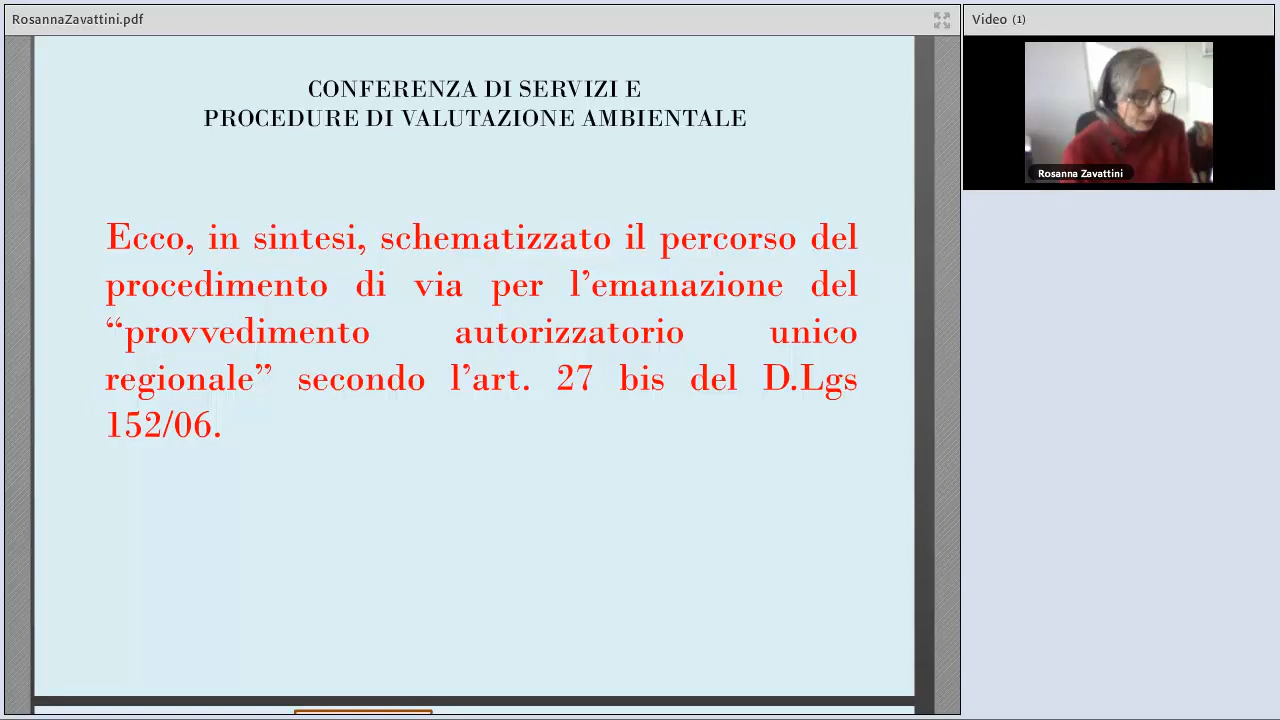 RosannaZavattini.pdf
Video (1)
CONFERENZA DI SERVIZI E
PROCEDURE DI VALUTAZIONE AMBIENTALE
Rosanna Zavattini
Ecco, in sintesi, schematizzato il percorso del
procedimento di via per l’emanazione del
“provvedimento autorizzatorio unico
regionale” secondo l’art. 27 bis del D.Lgs
152/06.